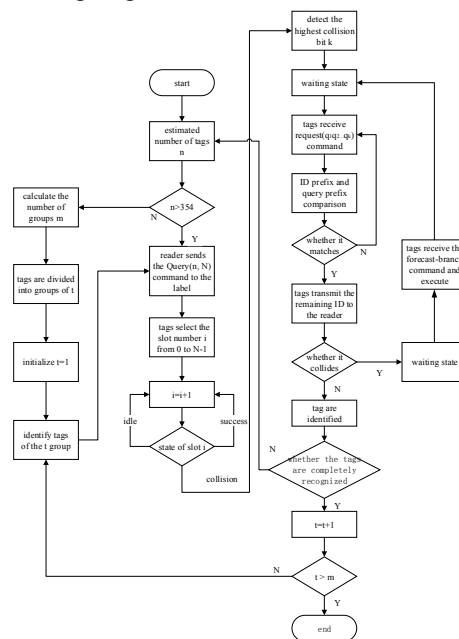 start
estimated
number of tags
n
n>354
N
Y
calculate the
number of
groups m
tags are divided
into groups of t
initialize t=1
identify tags
of the t group
reader sends
the Query(n, N)
command to the
label
tags select the
slot number i
from 0 to N-1
i=i+1
idle
success
state of slot i
collision
detect the
highest collision
bit k
waiting state
tags receive
request(q₁q₂..qₖ)
command
ID prefix and
query prefix
comparison
whether it
matches
Y
tags transmit the
remaining ID to
the reader
whether it
collides
Y
N
waiting state
tags receive the
forecast-branch
command and
execute
tag are
identified
whether the tags
are completely
recognized
N
Y
t=t+1
t > m
N
Y
end